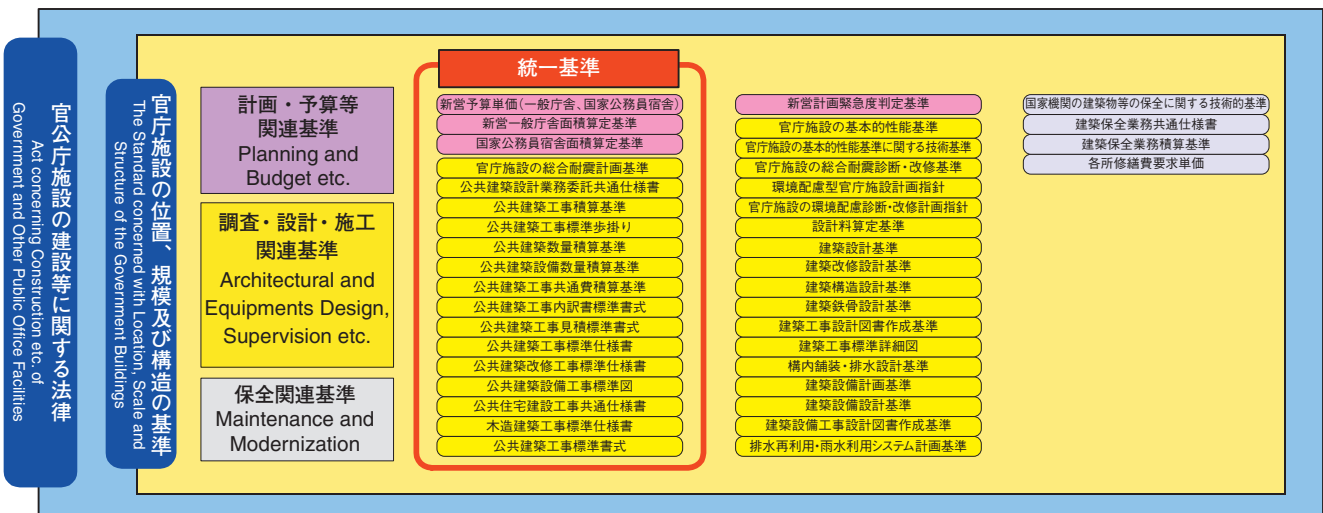 官公庁施設の建設等に関する法律
Act concerning Construction etc. of
Government and Other Public Office Facilities
官庁施設の位置、規模及び構造の基準
The Standard concerned with Location, Scale and
Structure of the Government Buildings
計画・予算等
関連基準
Planning and
Budget etc.
調査・設計・施工
関連基準
Architectural and
Equipments Design,
Supervision etc.
保全関連基準
Maintenance and
Modernization
統一基準
新営予算単価(一般庁舎、国家公務員宿舎)
新営一般庁舎面積算定基準
国家公務員宿舎面積算定基準
官庁施設の総合耐震計画基準
公共建築設計業務委託共通仕様書
公共建築工事積算基準
公共建築工事標準歩掛り
公共建築数量積算基準
公共建築設備数量積算基準
公共建築工事共通費積算基準
公共建築工事内訳書標準書式
公共建築工事見積標準書式
公共建築工事標準仕様書
公共建築改修工事標準仕様書
公共建築設備工事標準図
公共住宅建設工事共通仕様書
木造建築工事標準仕様書
公共建築工事標準書式
新営計画緊急度判定基準
官庁施設の基本的性能基準
官庁施設の基本的性能基準に関する技術基準
官庁施設の総合耐震診断・改修基準
環境配慮型官庁施設計画指針
官庁施設の環境配慮診断・改修計画指針
設計料算定基準
建築設計基準
建築改修設計基準
建築構造設計基準
建築鉄骨設計基準
建築工事設計図書作成基準
建築工事標準詳細図
構内舗装・排水設計基準
建築設備計画基準
建築設備設計基準
建築設備工事設計図書作成基準
排水再利用・雨水利用システム計画基準
国家機関の建築物等の保全に関する技術的基準
建築保全業務共通仕様書
建築保全業務積算基準
各所修繕費要求単価